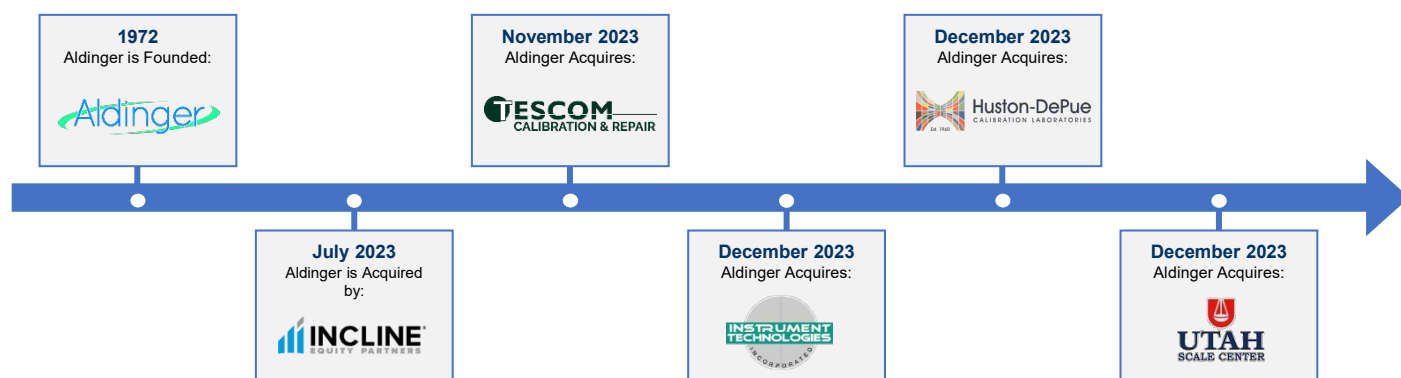 1972
Aldinger is Founded:
Aldinger
July 2023
Aldinger is Acquired
by:
INCLINE®
EQUITY PARTNERS
November 2023
Aldinger Acquires:
TESCOM
CALIBRATION & REPAIR
December 2023
Aldinger Acquires:
INSTRUMENT
TECHNOLOGIES
INCORPORATED
December 2023
Aldinger Acquires:
Huston-DePue
CALIBRATION LABORATORIES
Est. 1960
December 2023
Aldinger Acquires:
UTAH
SCALE CENTER